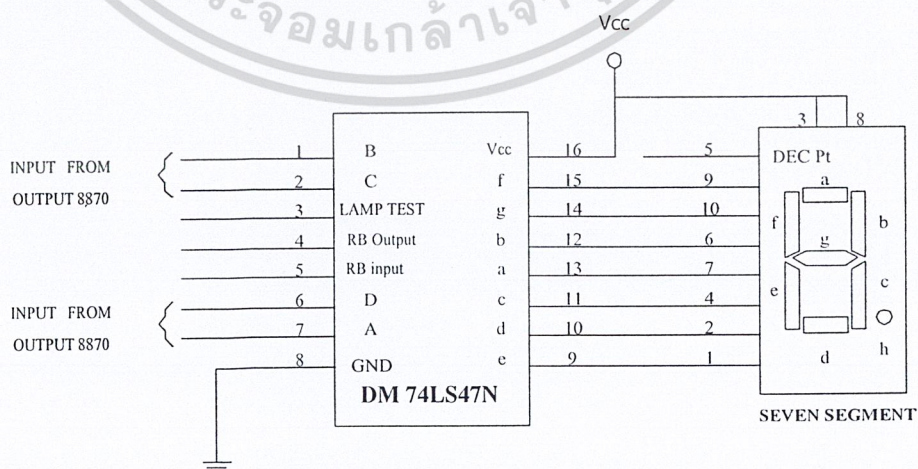 ระจอมเกล้าเจ้า
Vcc
3 8
1 B Vcc 16 5 DEC Pt
INPUT FROM
OUTPUT 8870
2 C f 15 9 a
3 LAMP TEST g 14 10 f b
4 RB Output b 12 6 g
5 RB input a 13 7
6 D c 11 4 e c
INPUT FROM
OUTPUT 8870
7 A d 10 2
8 GND e 9 1 d h
DM 74LS47N
SEVEN SEGMENT